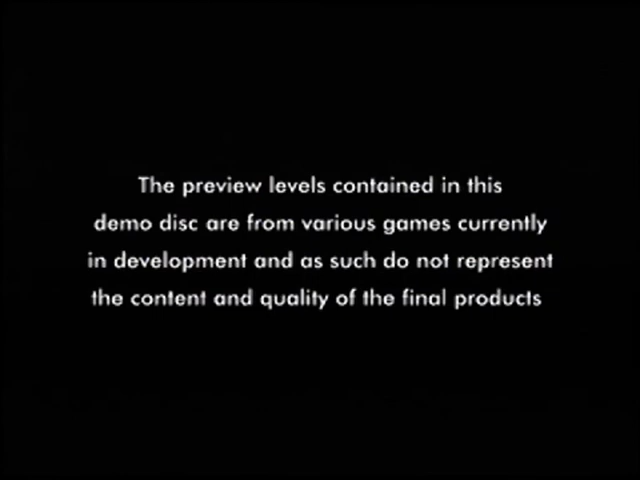 The preview levels contained in this
demo disc are from various games currently
in development and as such do not represent
the content and quality of the final products